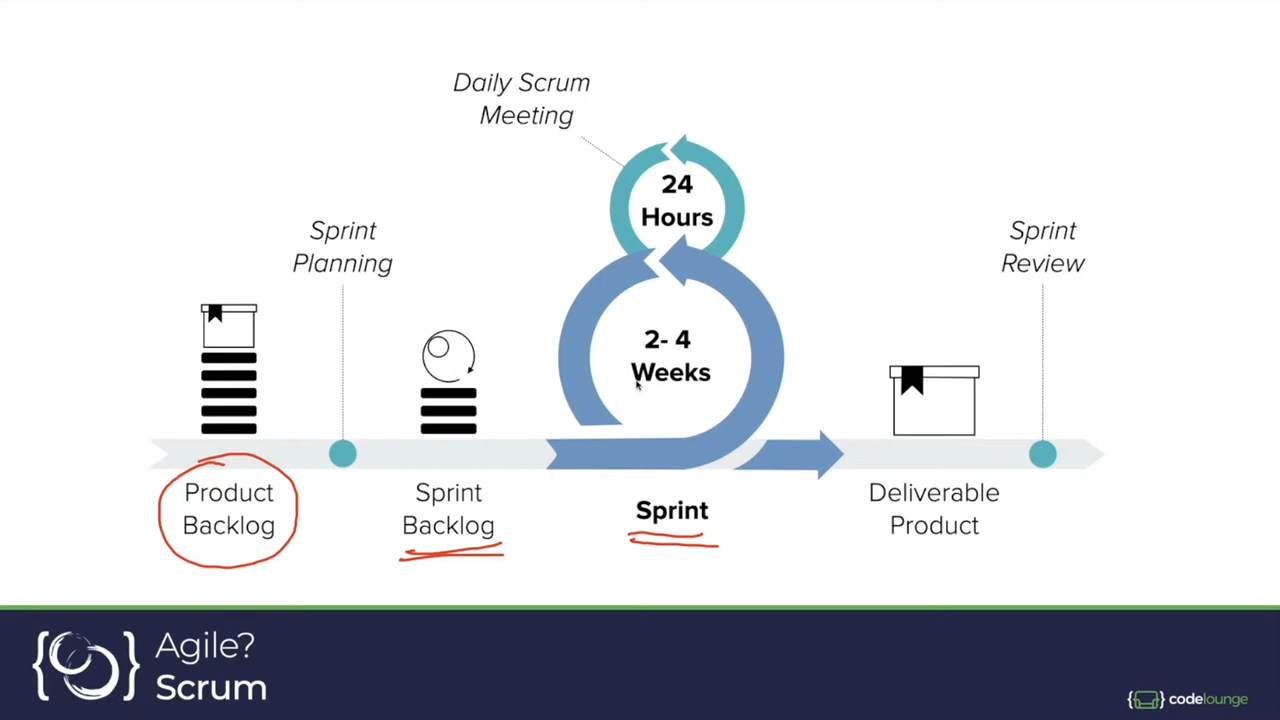 Daily Scrum
Meeting
24
Hours
Sprint
Planning
Sprint
Review
2- 4
Weeks
Product
Backlog
Sprint
Backlog
Sprint
Deliverable
Product
Agile?
Scrum
codelounge